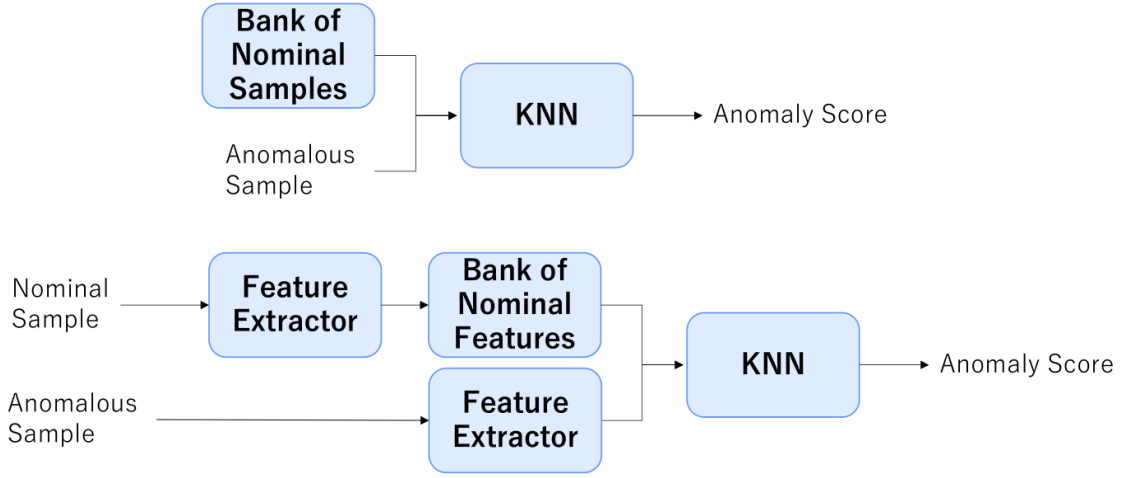 Bank of
Nominal
Samples
KNN
Anomaly Score
Anomalous
Sample
Nominal
Sample
Feature
Extractor
Bank of
Nominal
Features
KNN
Anomaly Score
Anomalous
Sample
Feature
Extractor